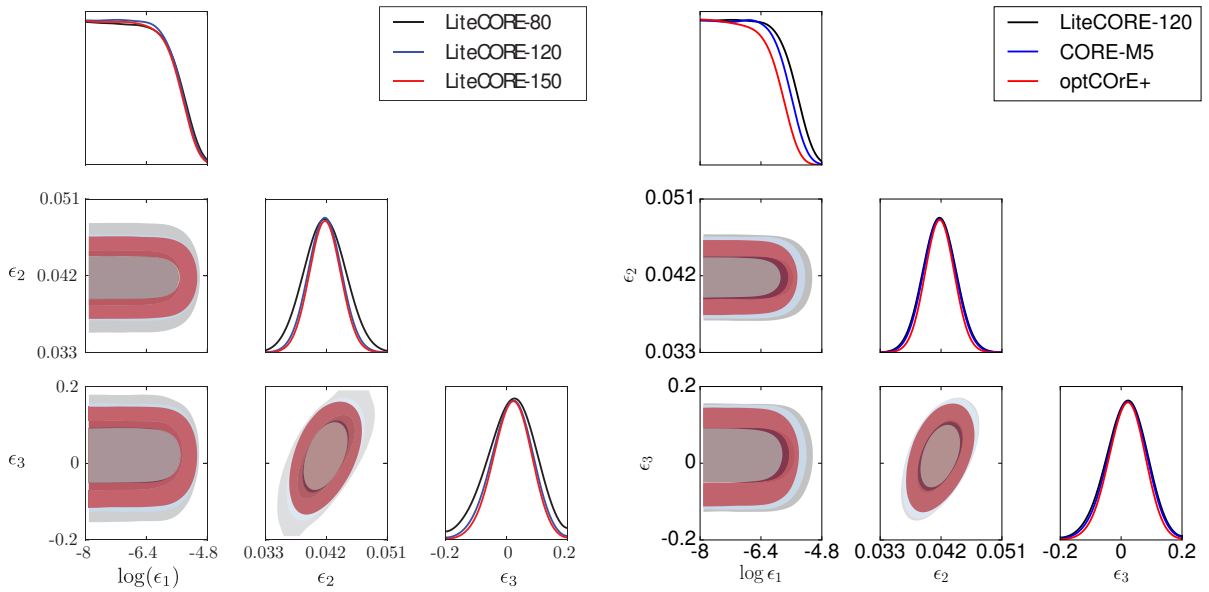 LiteCORE-80
LiteCORE-120
LiteCORE-150
0.051
ϵ2
0.042
0.033
0.2
ϵ3
0
-0.2
-8
-6.4
-4.8
log(ϵ1)
0.033
0.042
0.051
ϵ2
-0.2
0
0.2
ϵ3
LiteCORE-120
CORE-M5
optCOrE+
0.051
ϵ2
0.042
0.033
0.2
ϵ3
0
-0.2
-8
-6.4
-4.8
log ϵ1
0.033
0.042
0.051
ϵ2
-0.2
0
0.2
ϵ3